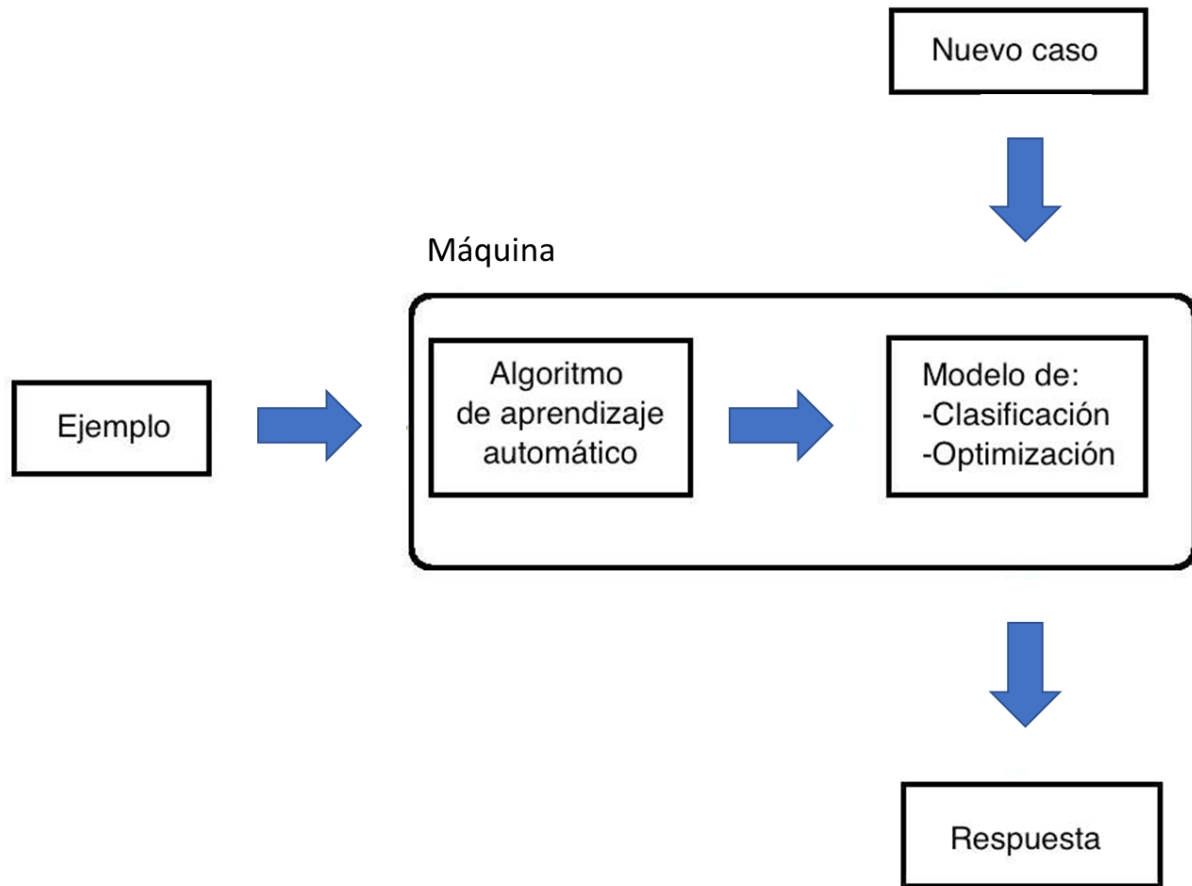 Nuevo caso
Máquina
Ejemplo
Algoritmo
de aprendizaje
automático
Modelo de:
-Clasificación
-Optimización
Respuesta